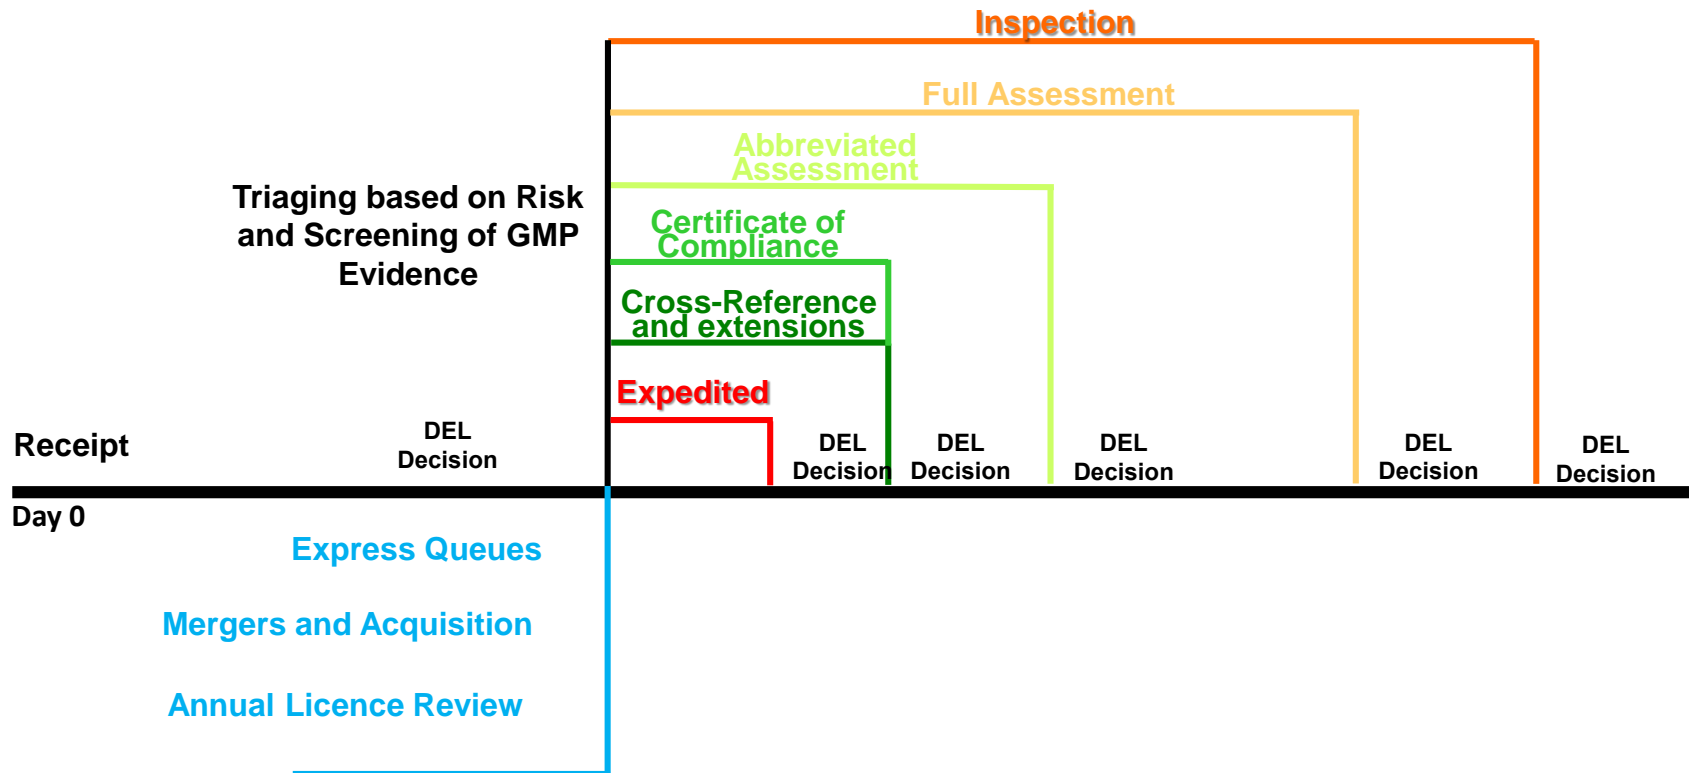 Inspection
Full Assessment
Abbreviated
Assessment
Triaging based on Risk
and Screening of GMP
Evidence
Certificate of
Compliance
Cross-Reference
and extensions
Expedited
Receipt
DEL
Decision
DEL
Decision
DEL
Decision
DEL
Decision
DEL
Decision
DEL
Decision
Day 0
Express Queues
Mergers and Acquisition
Annual Licence Review